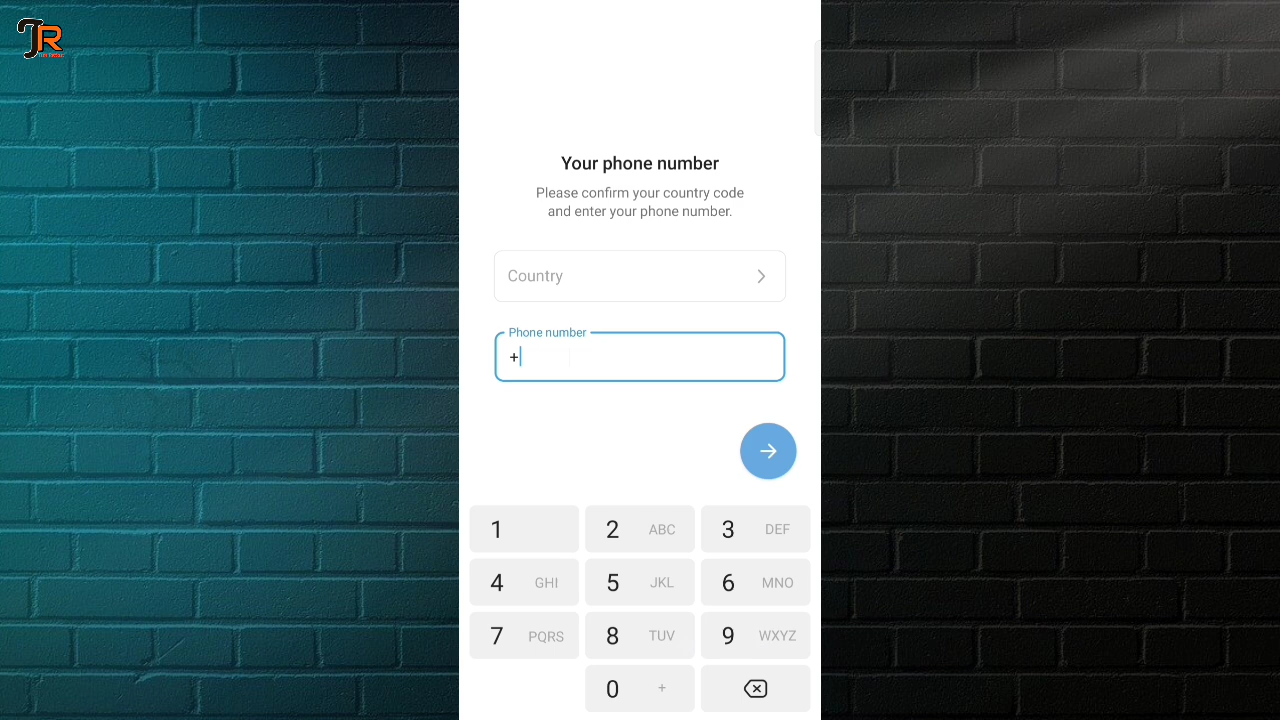 JR
Your phone number
Please confirm your country code
and enter your phone number.
Country
Phone number
+
1
2 ABC
3 DEF
4 GHI
5 JKL
6 MNO
7 PQRS
8 TUV
9 WXYZ
0 +